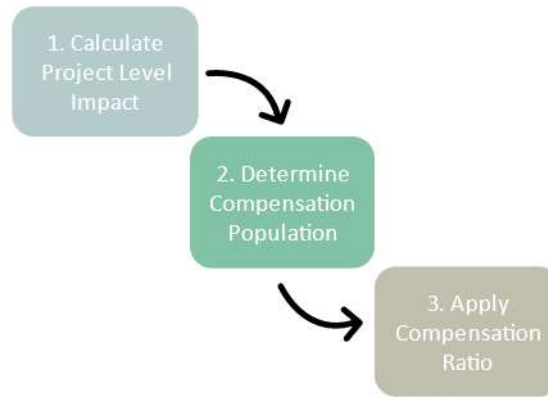 1. Calculate
Project Level
Impact
2. Determine
Compensation
Population
3. Apply
Compensation
Ratio